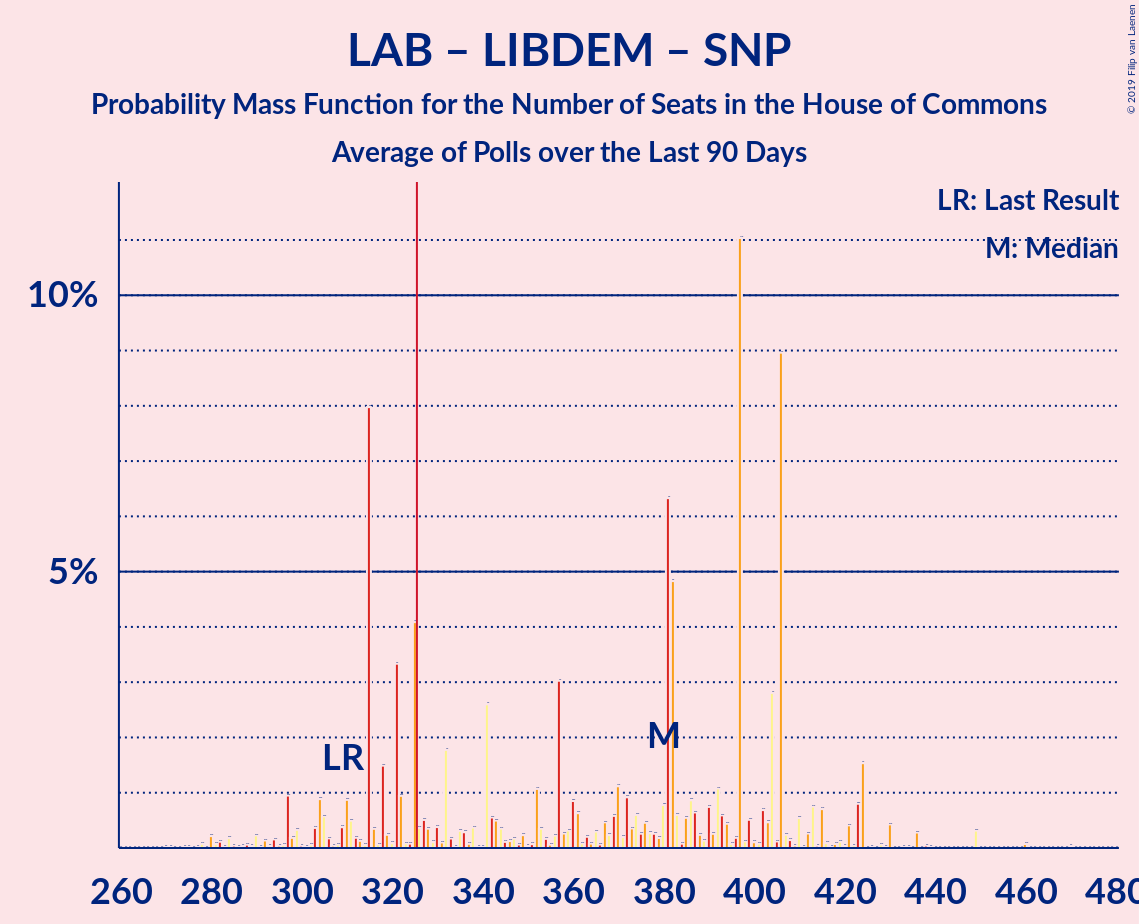 LAB – LIBDEM – SNP
Probability Mass Function for the Number of Seats in the House of Commons
Average of Polls over the Last 90 Days
© 2019 Filip van Laenen
LR: Last Result
M: Median
10%
5%
LR
M
260 280 300 320 340 360 380 400 420 440 460 480